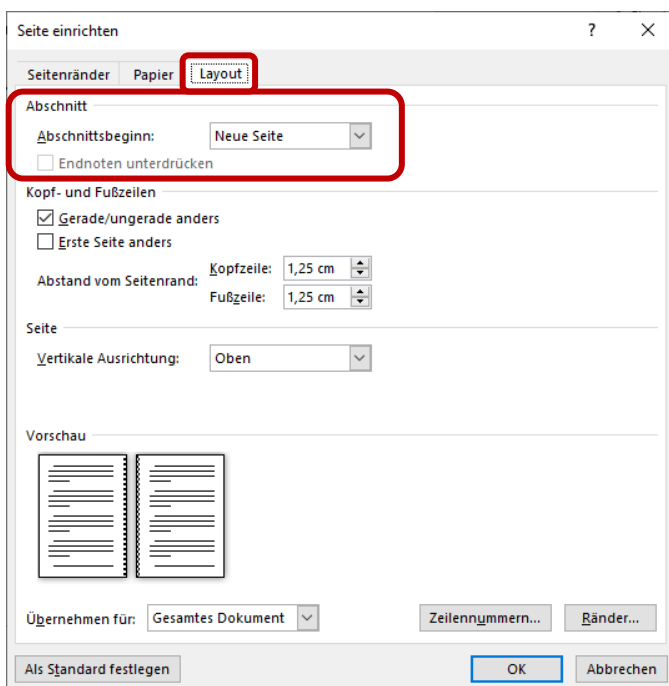 Seite einrichten ?
Seitenränder Papier Layout
Abschnitt
Abschnittsbeginn: Neue Seite
Endnoten unterdrücken
Kopf- und Fußzeilen
Gerade/ungerade anders
Erste Seite anders
Abstand vom Seitenrand: Kopfzeile: 1,25 cm
Fußzeile: 1,25 cm
Seite
Vertikale Ausrichtung: Oben
Vorschau
Übernehmen für: Gesamtes Dokument Zeilennummern... Ränder...
Als Standard festlegen OK Abbrechen